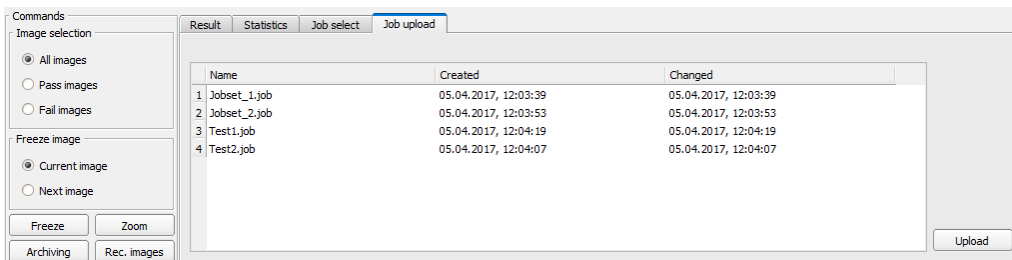 Commands
Image selection
All images
Pass images
Fail images
Freeze image
Current image
Next image
Freeze Zoom
Archiving Rec. images
Result Statistics Job select Job upload
Name Created Changed
1 Jobset_1.job 05.04.2017, 12:03:39 05.04.2017, 12:03:39
2 Jobset_2.job 05.04.2017, 12:03:53 05.04.2017, 12:03:53
3 Test1.job 05.04.2017, 12:04:19 05.04.2017, 12:04:19
4 Test2.job 05.04.2017, 12:04:07 05.04.2017, 12:04:07
Upload